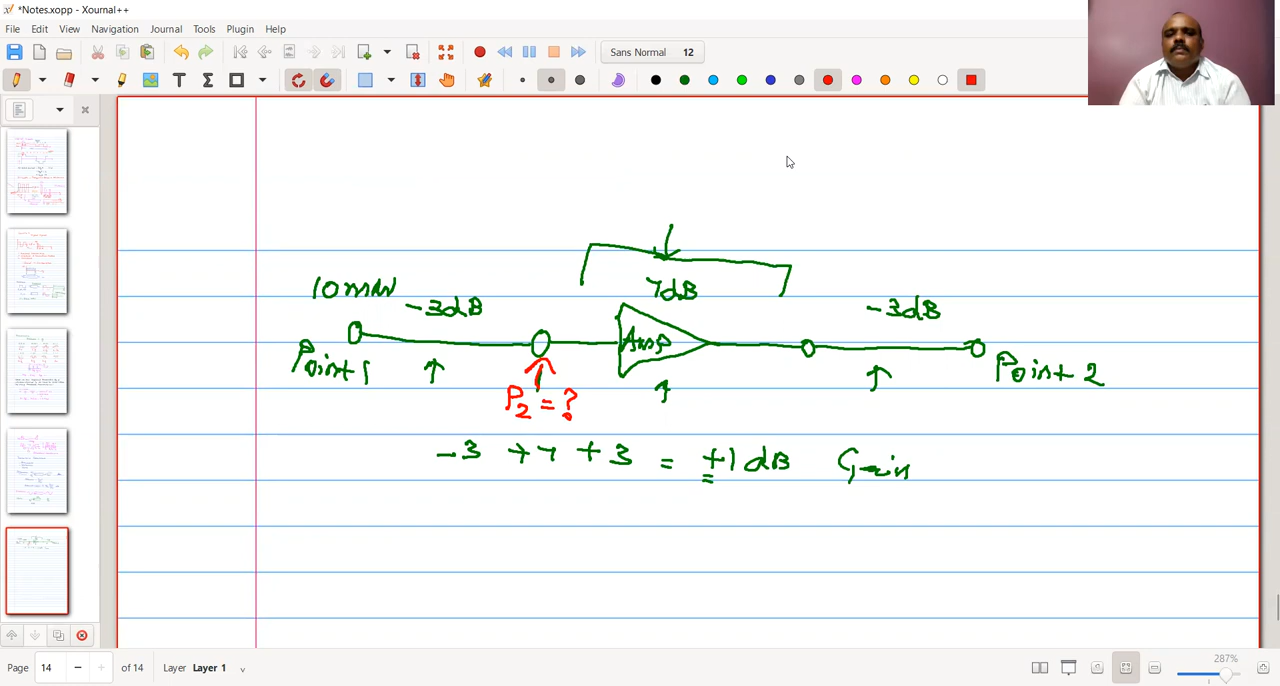 *Notes.xopp - Xournal++
File Edit View Navigation Journal Tools Plugin Help
Sans Normal 12
7dB
10mW -3dB -3dB
Amp
Point 1 Point 2
P2 = ?
-3 +7 +3 = +1 dB Gain
Page 14 of 14 Layer Layer 1 287%